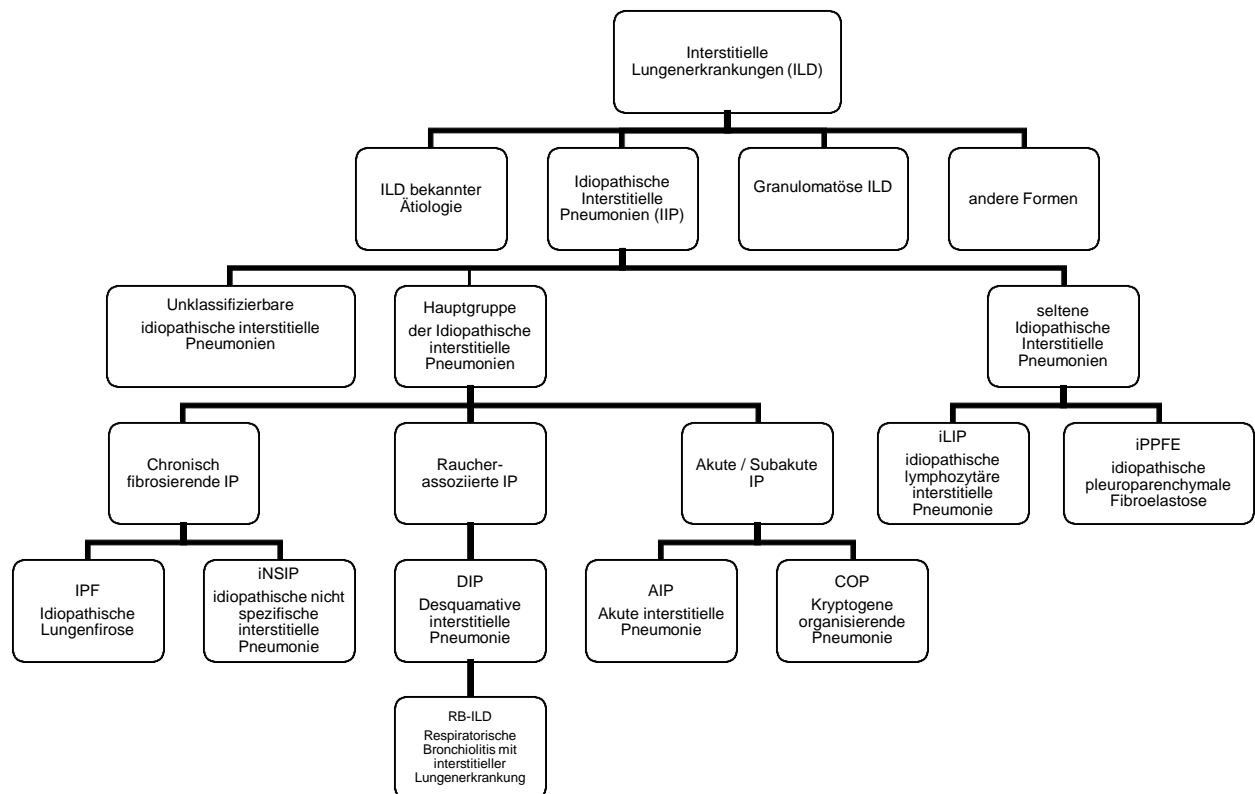 Interstitielle
Lungenerkrankungen (ILD)
ILD bekannter
Ätiologie
Idiopathische
Interstitielle
Pneumonien (IIP)
Granulomatöse ILD
andere Formen
Unklassifizierbare
idiopathische interstitielle
Pneumonien
Hauptgruppe
der Idiopathische
interstitielle
Pneumonien
seltene
Idiopathische
Interstitielle
Pneumonien
Chronisch
fibrosierende IP
Raucher-
assoziierte IP
Akute / Subakute
IP
iLIP
idiopathische
lymphozytäre
interstitielle
Pneumonie
iPPFE
idiopathische
pleuroparenchymale
Fibroelastose
IPF
Idiopathische
Lungenfirose
iNSIP
idiopathische nicht
spezifische
interstitielle
Pneumonie
DIP
Desquamative
interstitielle
Pneumonie
AIP
Akute interstitielle
Pneumonie
COP
Kryptogene
organisierende
Pneumonie
RB-ILD
Respiratorische
Bronchiolitis mit
interstitieller
Lungenerkrankung